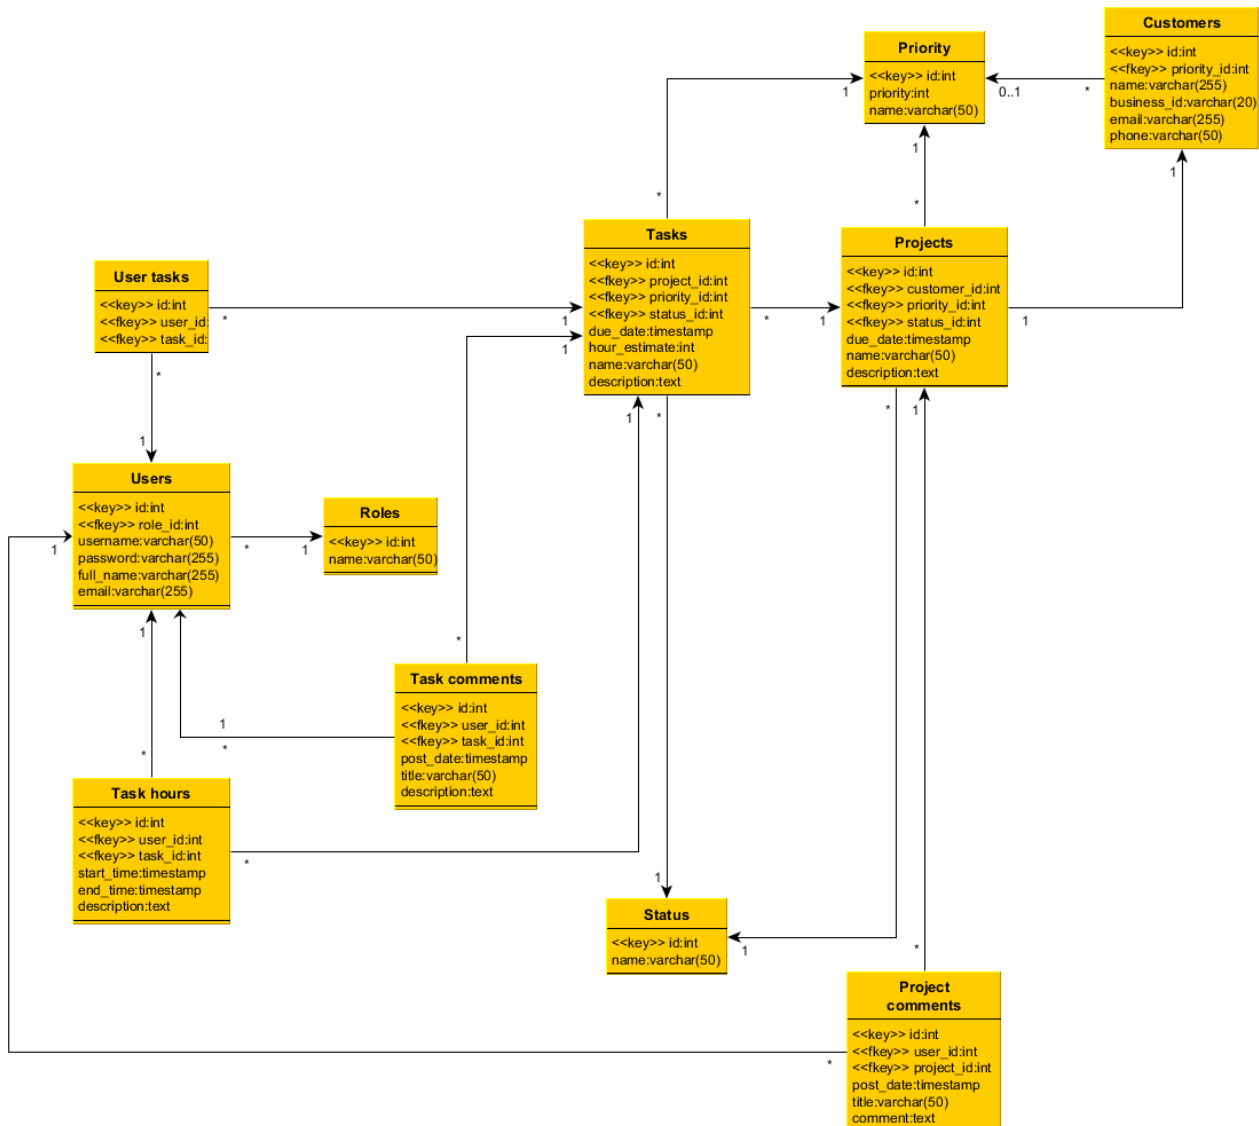 Customers
<<key>> id:int
<<fkey>> priority_id:int
name:varchar(255)
business_id:varchar(20)
email:varchar(255)
phone:varchar(50)
Priority
<<key>> id:int
priority:int
name:varchar(50)
1
0..1
*
1
1
*
*
Tasks
<<key>> id:int
<<fkey>> project_id:int
<<fkey>> priority_id:int
<<fkey>> status_id:int
due_date:timestamp
hour_estimate:int
name:varchar(50)
description:text
Projects
<<key>> id:int
<<fkey>> customer_id:int
<<fkey>> priority_id:int
<<fkey>> status_id:int
due_date:timestamp
name:varchar(50)
description:text
User tasks
<<key>> id:int
<<fkey>> user_id:
<<fkey>> task_id:
*
1
*
1
1
1
*
1
1
*
*
1
1
Users
<<key>> id:int
<<fkey>> role_id:int
username:varchar(50)
password:varchar(255)
full_name:varchar(255)
email:varchar(255)
Roles
<<key>> id:int
name:varchar(50)
1
*
1
1
*
Task comments
<<key>> id:int
<<fkey>> user_id:int
<<fkey>> task_id:int
post_date:timestamp
title:varchar(50)
description:text
1
*
*
Task hours
<<key>> id:int
<<fkey>> user_id:int
<<fkey>> task_id:int
start_time:timestamp
end_time:timestamp
description:text
*
1
Status
<<key>> id:int
name:varchar(50)
1
*
Project
comments
<<key>> id:int
<<fkey>> user_id:int
<<fkey>> project_id:int
post_date:timestamp
title:varchar(50)
comment:text
*